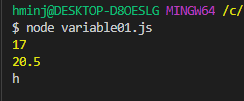 hminj@DESKTOP-D8OESLG MINGW64 /c/
$ node variable01.js
17
20.5
h